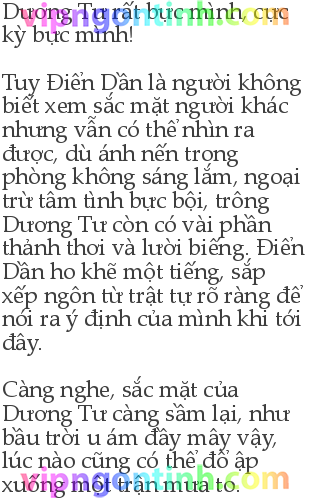 Dương Tư rất bực mình, cực
kỳ bực mình!
Tuy Điển Dần là người không
biết xem sắc mặt người khác
nhưng vẫn có thể nhìn ra
được, dù ánh nến trong
phòng không sáng lắm, ngoại
trừ tâm tình bực bội, trông
Dương Tư còn có vài phần
thảnh thơi và lười biếng. Điển
Dần ho khẽ một tiếng, sắp
xếp ngôn từ trật tự rõ ràng để
nói ra ý định của mình khi tới
đây.
Càng nghe, sắc mặt của
Dương Tư càng sầm lại, như
bầu trời u ám đầy mây vậy,
lúc nào cũng có thể đổ ập
xuống một trận mưa to.
vipngontinh.com
vipngontinh.com